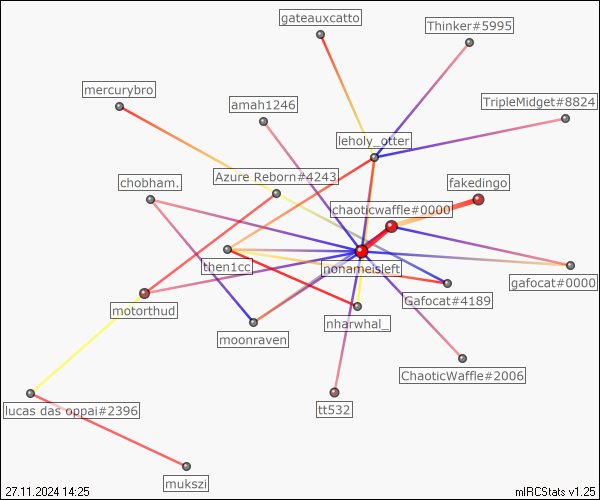 gateauxcatto
Thinker#5995
mercurybro
amah1246
TripleMidget#8824
leholy_otter
chobham.
Azure Reborn#4243
fakedingo
chaoticwaffle#0000
then1cc
nonameisleft
gafocat#0000
motorthud
Gafocat#4189
nharwhal_
moonraven
ChaoticWaffle#2006
lucas das oppai#2396
tt532
mukszi
27.11.2024 14:25
mIRCStats v1.25